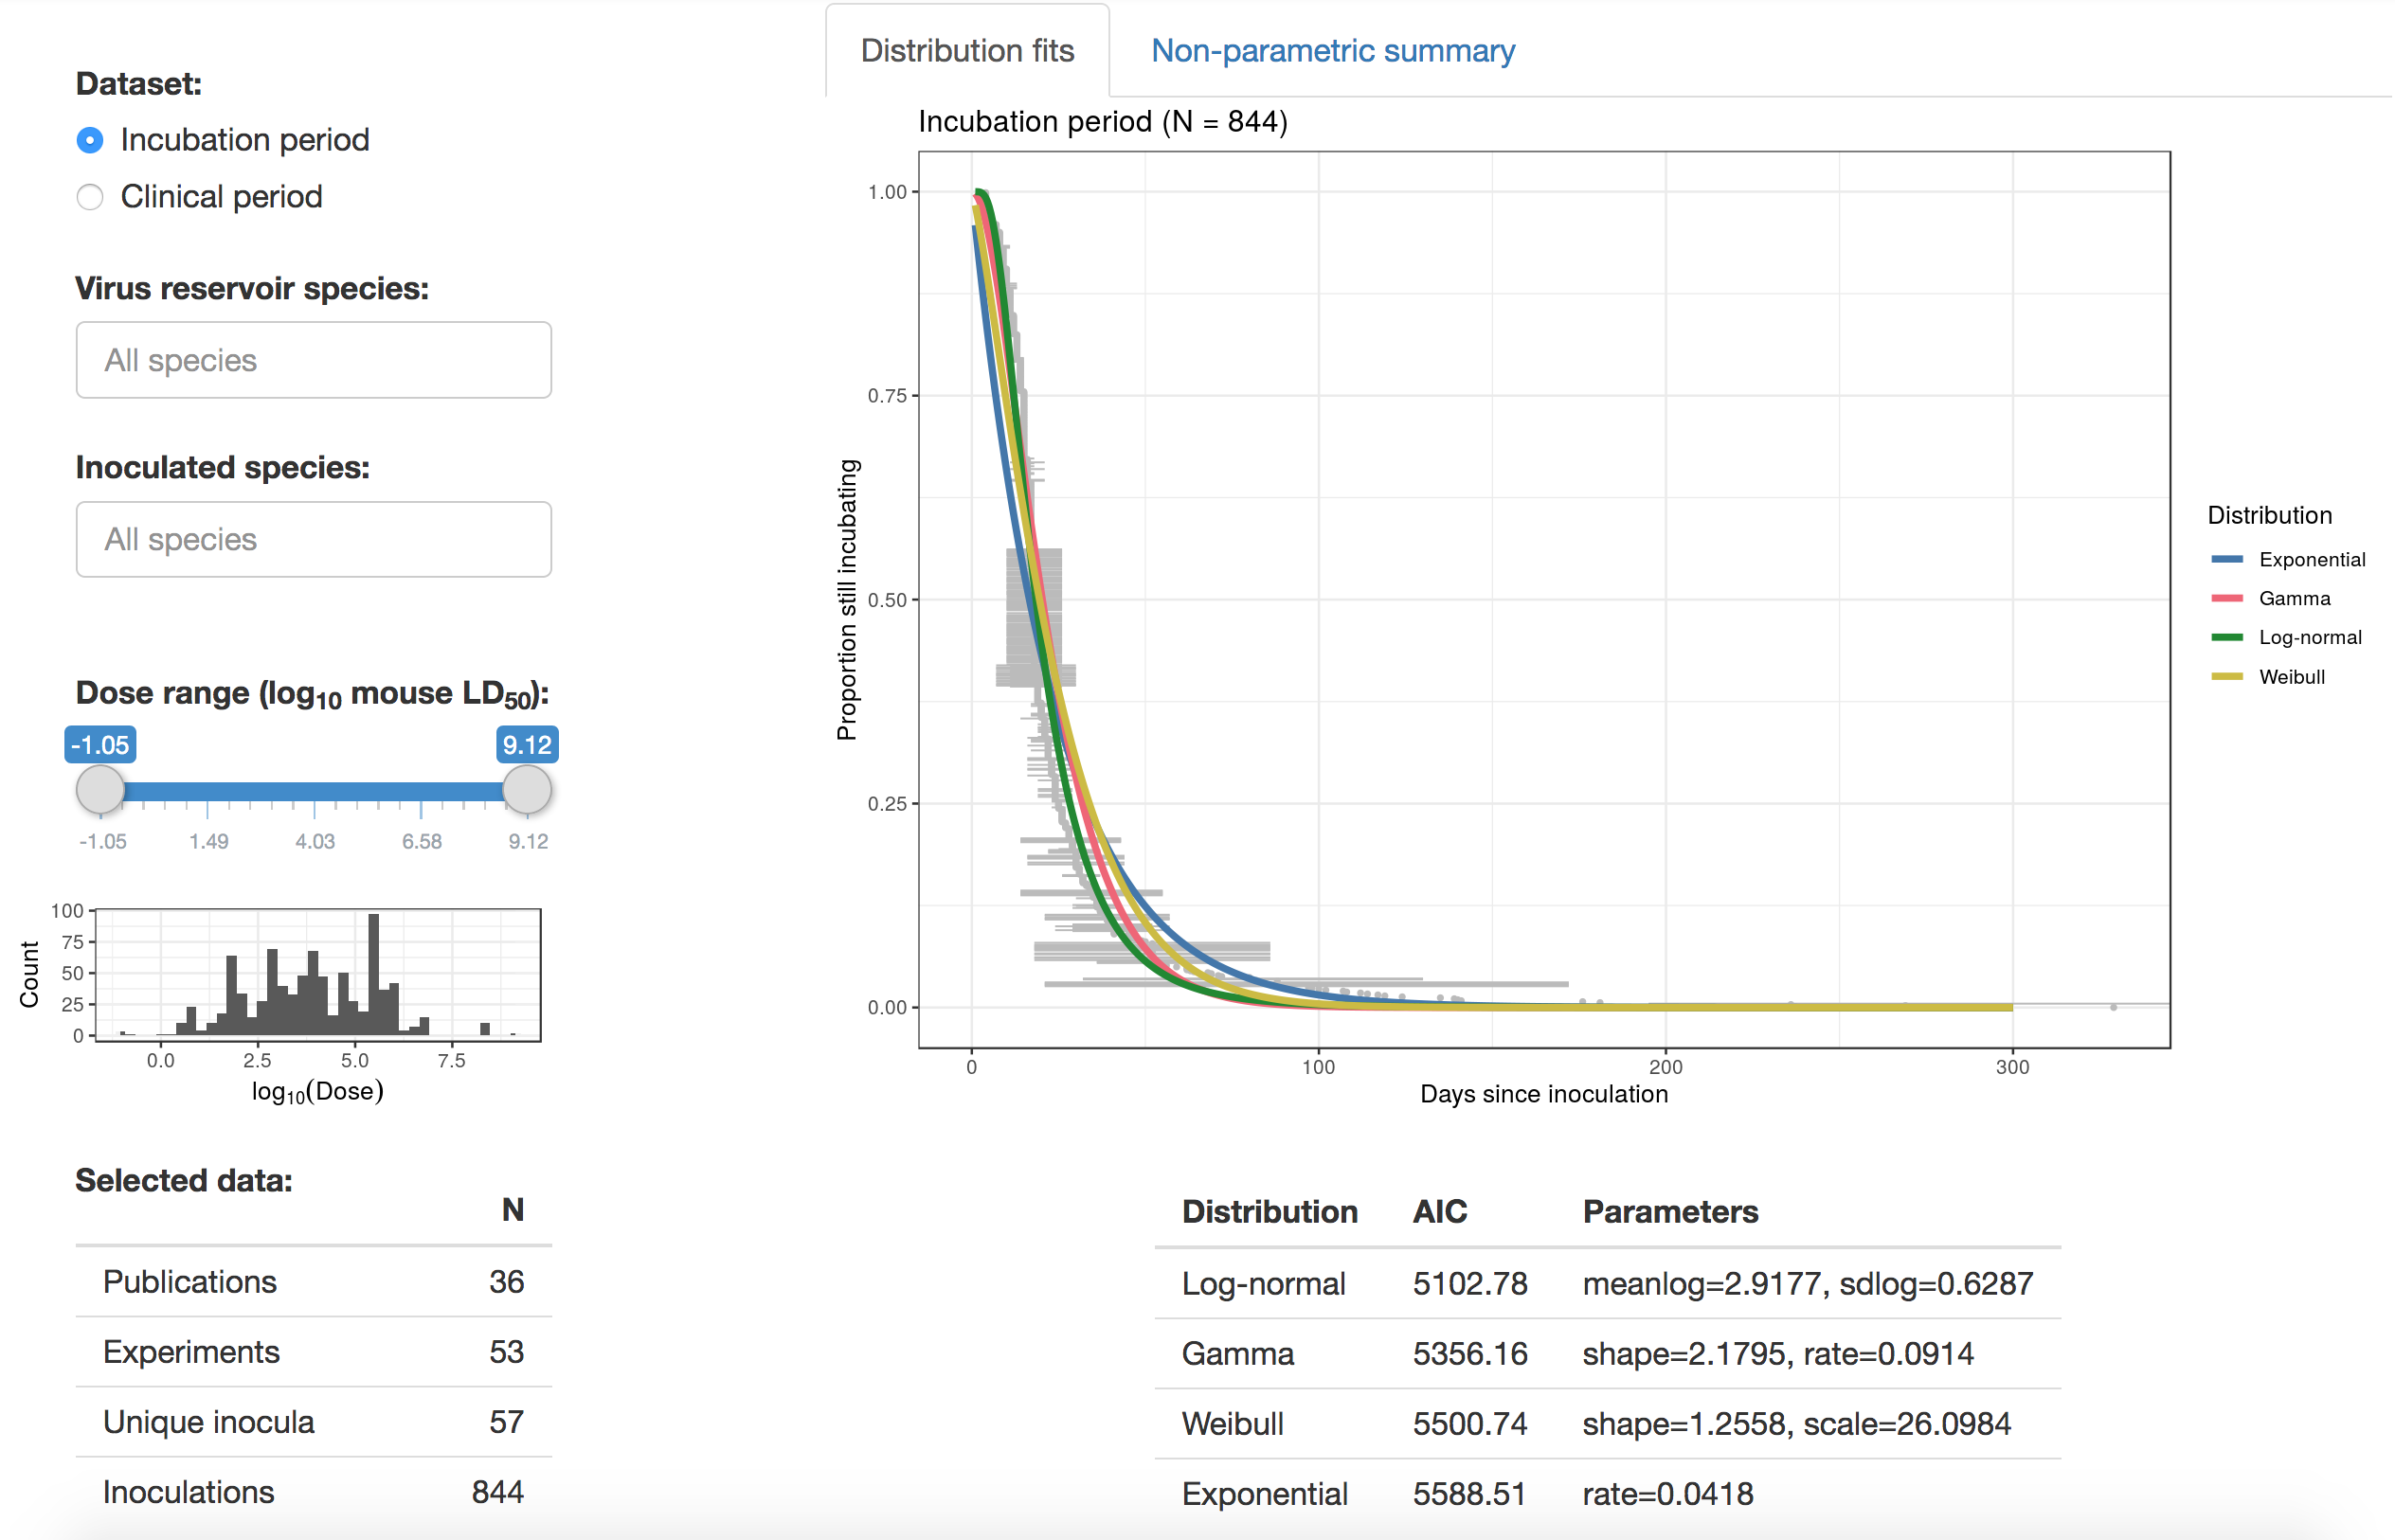 Dataset:
Incubation period
Clinical period
Virus reservoir species:
All species
Inoculated species:
All species
Dose range (log10 mouse LD50):
-1.05 9.12
-1.05 1.49 4.03 6.58 9.12
100
75
50
25
0
Count
0.0 2.5 5.0 7.5
log10(Dose)
Selected data:
N
Publications 36
Experiments 53
Unique inocula 57
Inoculations 844
Distribution fits Non-parametric summary
Incubation period (N = 844)
1.00
0.75
0.50
0.25
0.00
Proportion still incubating
0 100 200 300
Days since inoculation
Distribution
Exponential
Gamma
Log-normal
Weibull
Distribution AIC Parameters
Log-normal 5102.78 meanlog=2.9177, sdlog=0.6287
Gamma 5356.16 shape=2.1795, rate=0.0914
Weibull 5500.74 shape=1.2558, scale=26.0984
Exponential 5588.51 rate=0.0418